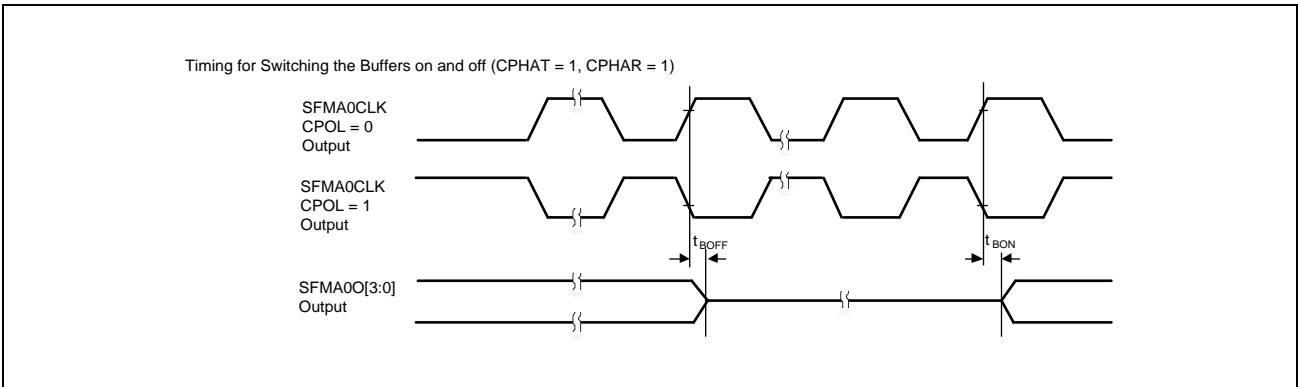 Timing for Switching the Buffers on and off (CPHAT = 1, CPHAR = 1)
SFMA0CLK
CPOL = 0
Output
SFMA0CLK
CPOL = 1
Output
tBOFF
tBON
SFMA0O[3:0]
Output